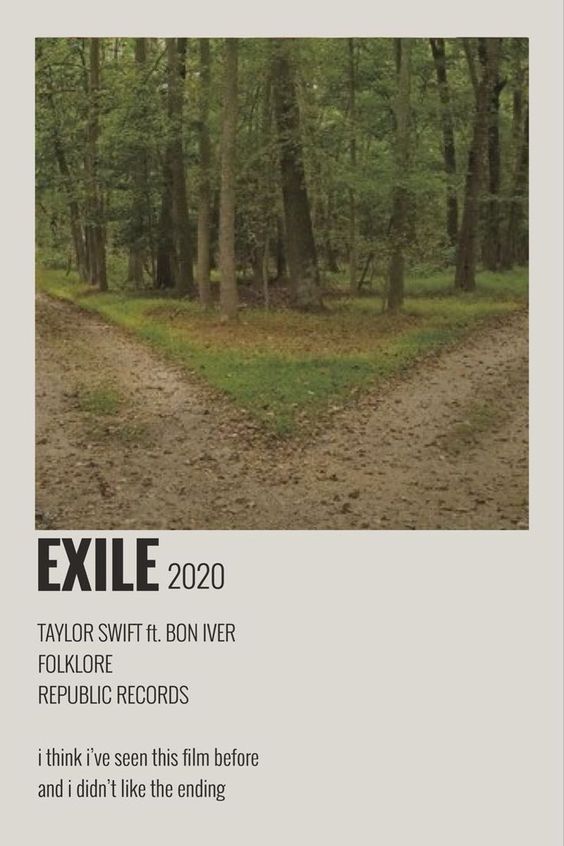 EXILE 2020
TAYLOR SWIFT ft. BON IVER
FOLKLORE
REPUBLIC RECORDS
i think i've seen this film before
and i didn't like the ending